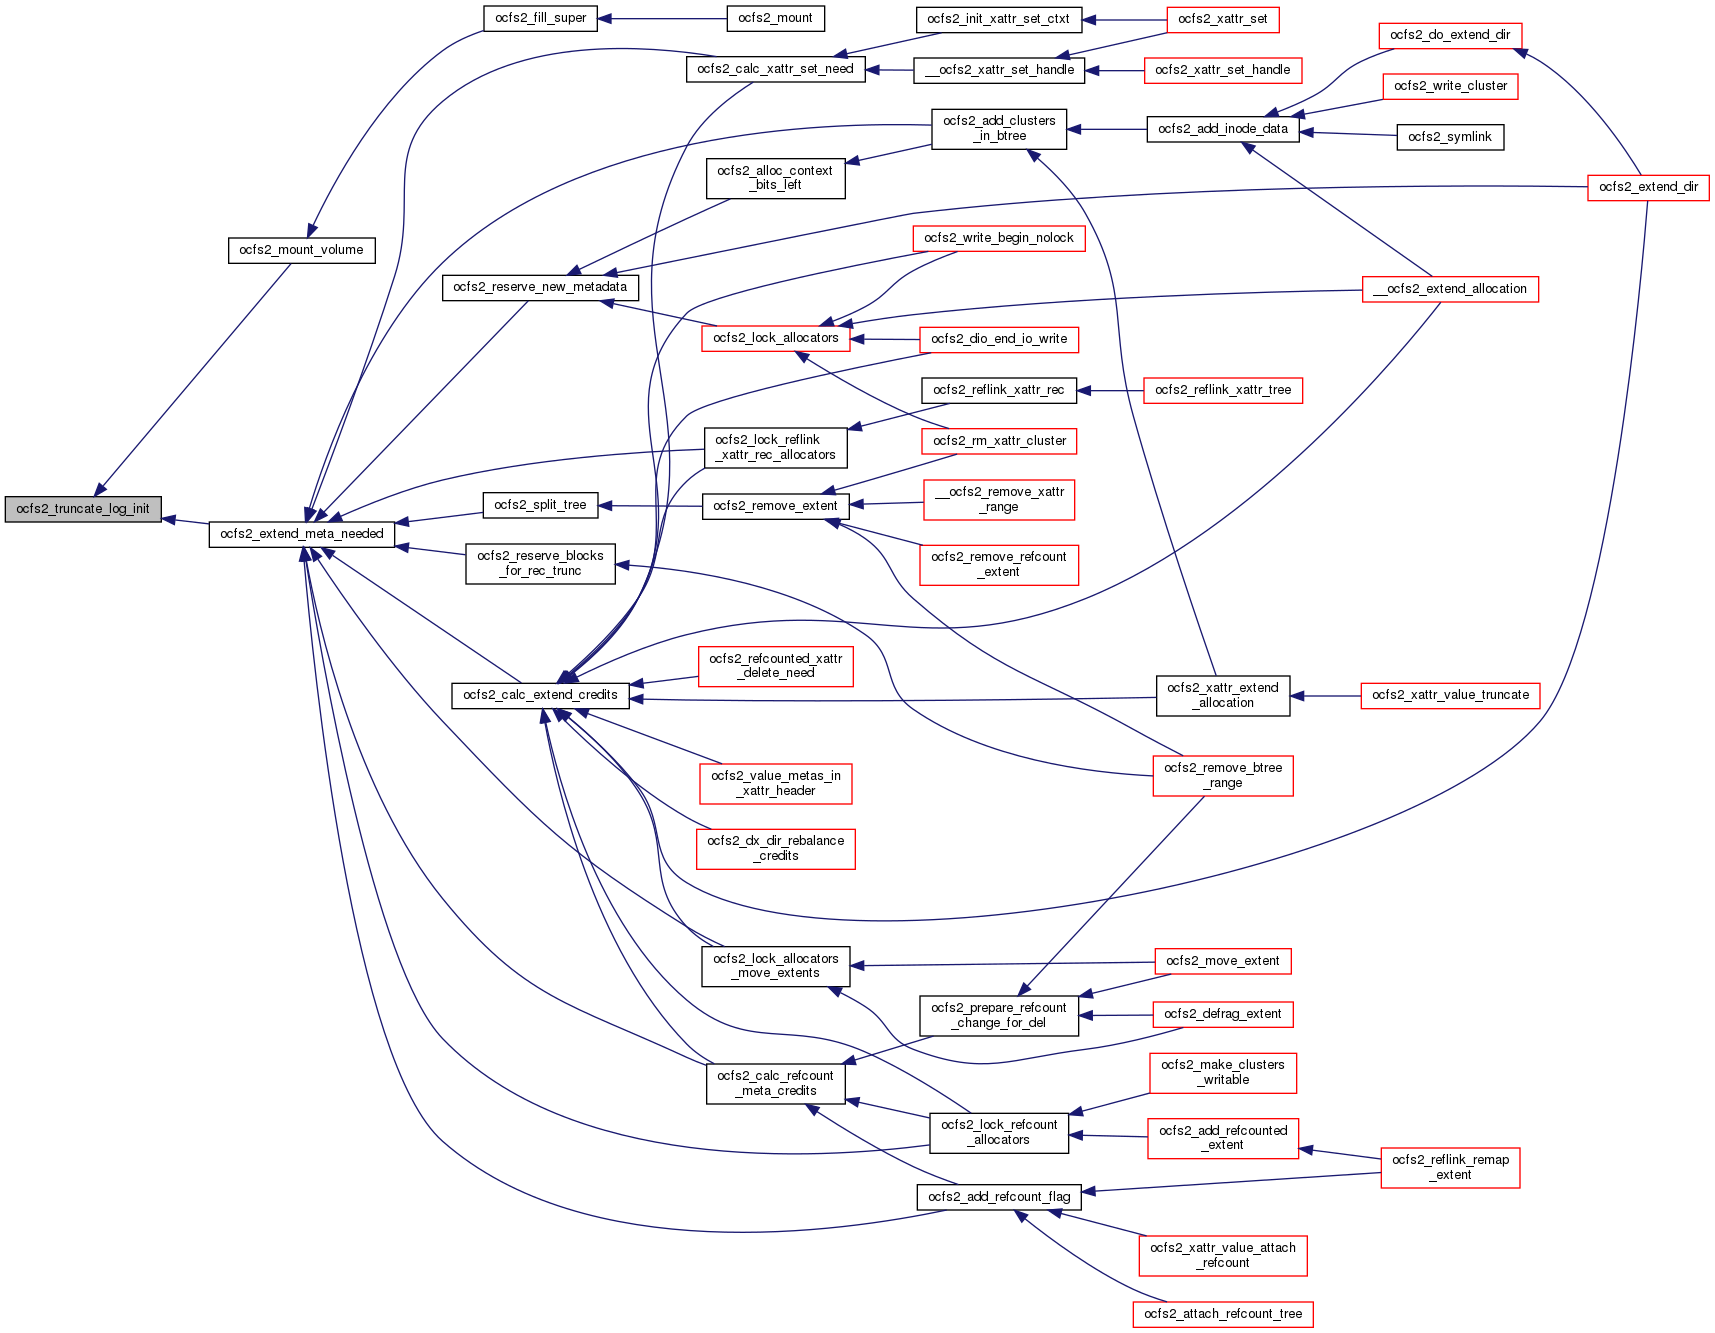 ocfs2_fill_super
ocfs2_mount
ocfs2_init_xattr_set_ctxt
ocfs2_xattr_set
ocfs2_do_extend_dir
ocfs2_calc_xattr_set_need
__ocfs2_xattr_set_handle
ocfs2_xattr_set_handle
ocfs2_write_cluster
ocfs2_add_clusters
_in_btree
ocfs2_add_inode_data
ocfs2_symlink
ocfs2_alloc_context
_bits_left
ocfs2_extend_dir
ocfs2_mount_volume
ocfs2_write_begin_nolock
ocfs2_reserve_new_metadata
__ocfs2_extend_allocation
ocfs2_lock_allocators
ocfs2_dio_end_io_write
ocfs2_reflink_xattr_rec
ocfs2_reflink_xattr_tree
ocfs2_lock_reflink
_xattr_rec_allocators
ocfs2_rm_xattr_cluster
ocfs2_truncate_log_init
ocfs2_split_tree
ocfs2_remove_extent
__ocfs2_remove_xattr
_range
ocfs2_extend_meta_needed
ocfs2_reserve_blocks
_for_rec_trunc
ocfs2_remove_refcount
_extent
ocfs2_refcounted_xattr
_delete_need
ocfs2_calc_extend_credits
ocfs2_xattr_extend
_allocation
ocfs2_xattr_value_truncate
ocfs2_value_metas_in
_xattr_header
ocfs2_remove_btree
_range
ocfs2_dx_dir_rebalance
_credits
ocfs2_lock_allocators
_move_extents
ocfs2_move_extent
ocfs2_prepare_refcount
_change_for_del
ocfs2_defrag_extent
ocfs2_calc_refcount
_meta_credits
ocfs2_make_clusters
_writable
ocfs2_lock_refcount
_allocators
ocfs2_add_refcounted
_extent
ocfs2_reflink_remap
_extent
ocfs2_add_refcount_flag
ocfs2_xattr_value_attach
_refcount
ocfs2_attach_refcount_tree